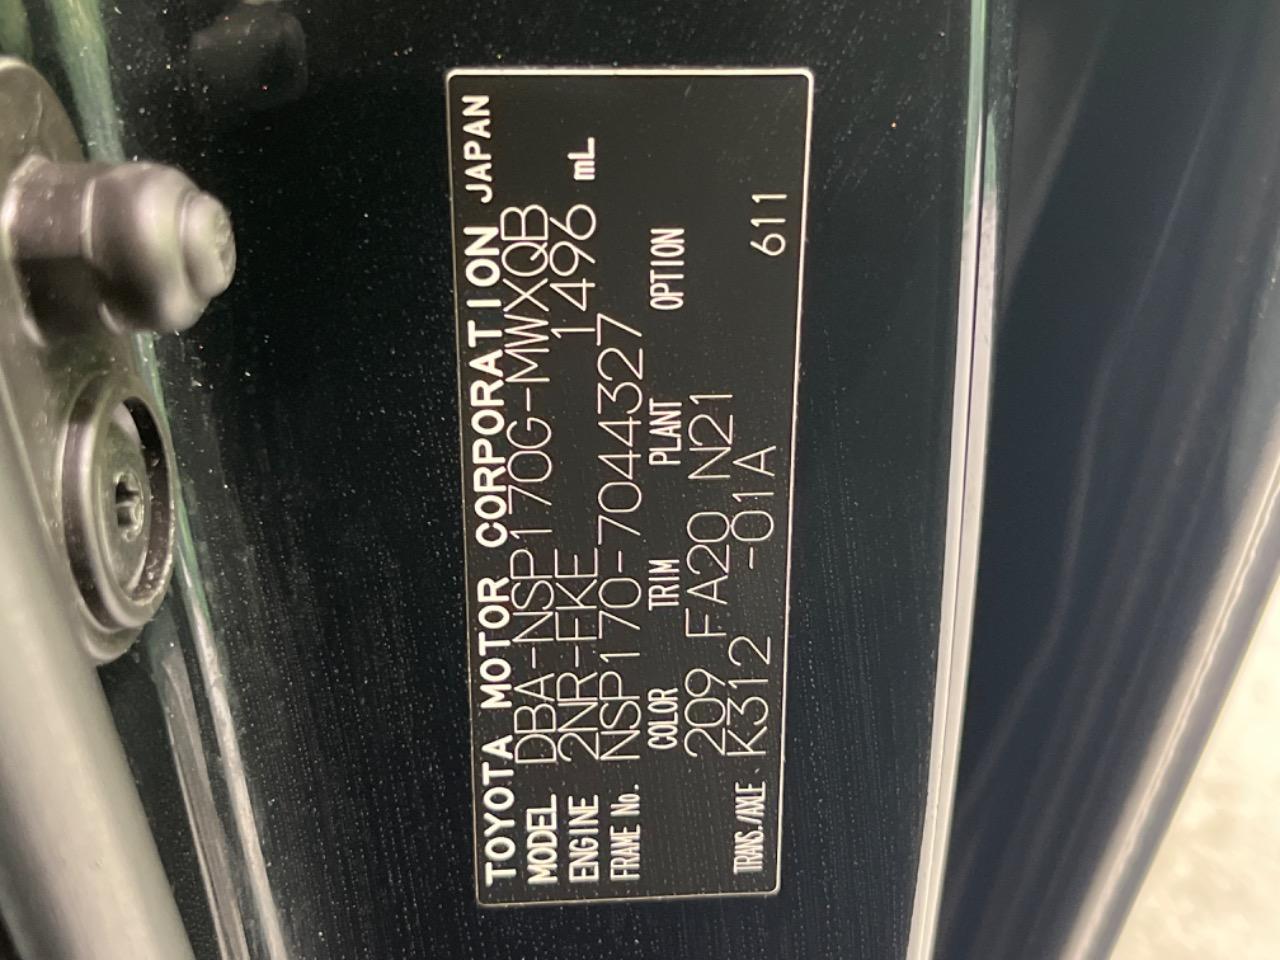 TOYOTA MOTOR CORPORATION JAPAN
MODEL DBA-NSP170G-MWXQB
ENGINE 2NR-FKE 1496 mL
FRAME No. NSP170-7044327
COLOR TRIM PLANT OPTION
209 FA20 N21
TRANS./AXLE K312 -01A 611